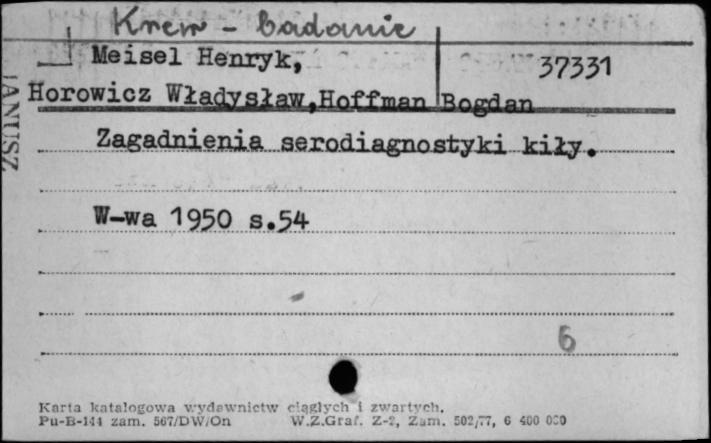 Krew - badanie
Meisel Henryk, 37331
Horowicz Władysław,Hoffman Bogdan
JANUSZ
Zagadnienia serodiagnostyki kiły.
W-wa 1950 s.54
6
Karta katalogowa wydawnictw ciągłych i zwartych.
Pu-B-144 zam. 567/DW/On W.Z.Graf. Z-2, Zam. 502/77, 6 400 000